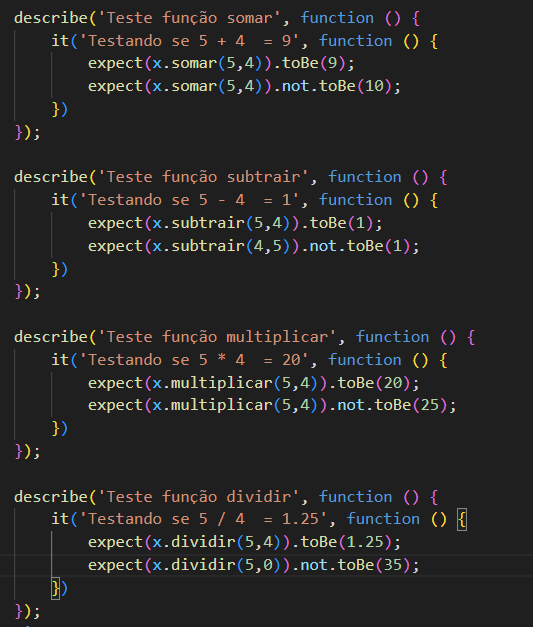 describe('Teste função somar', function () {
    it('Testando se 5 + 4  = 9', function () {
        expect(x.somar(5,4)).toBe(9);
        expect(x.somar(5,4)).not.toBe(10);
    })
});

describe('Teste função subtrair', function () {
    it('Testando se 5 - 4  = 1', function () {
        expect(x.subtrair(5,4)).toBe(1);
        expect(x.subtrair(4,5)).not.toBe(1);
    })
});

describe('Teste função multiplicar', function () {
    it('Testando se 5 * 4  = 20', function () {
        expect(x.multiplicar(5,4)).toBe(20);
        expect(x.multiplicar(5,4)).not.toBe(25);
    })
});

describe('Teste função dividir', function () {
    it('Testando se 5 / 4  = 1.25', function () {
        expect(x.dividir(5,4)).toBe(1.25);
        expect(x.dividir(5,0)).not.toBe(35);
    })
});